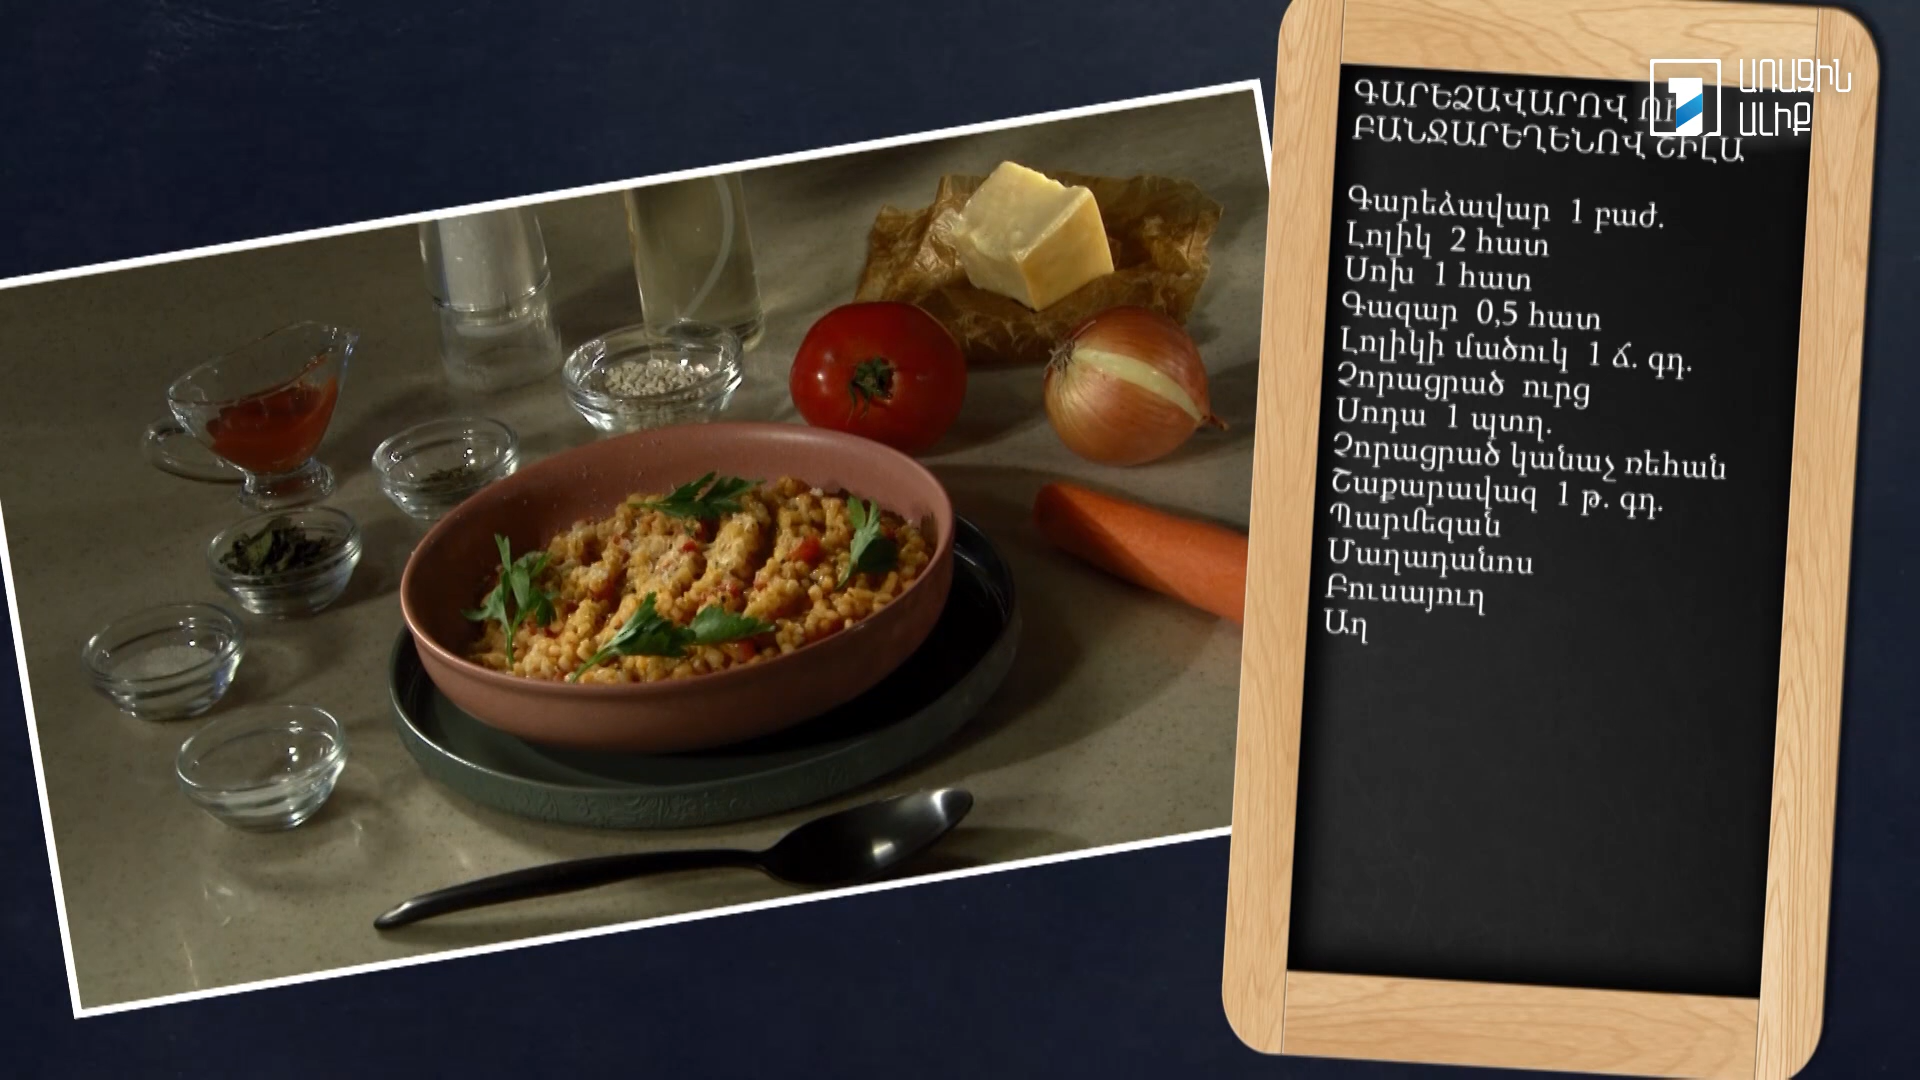 ԱՌԱՋԻՆ
ԱԼԻՔ
ԳԱՐԵՁԱՎԱՐՈՎ ՈՒ
ԲԱՆՋԱՐԵՂԵՆՈՎ ՇԻԼԱ
Գարեձավար 1 բաժ.
Լոլիկ 2 հատ
Սոխ 1 հատ
Գազար 0,5 հատ
Լոլիկի մածուկ 1 ճ. գդ.
Չորացրած ուրց
Սոդա 1 պտղ.
Չորացրած կանաչ ռեհան
Շաքարավազ 1 թ. գդ.
Պարմեզան
Մաղադանոս
Բուսայուղ
Աղ